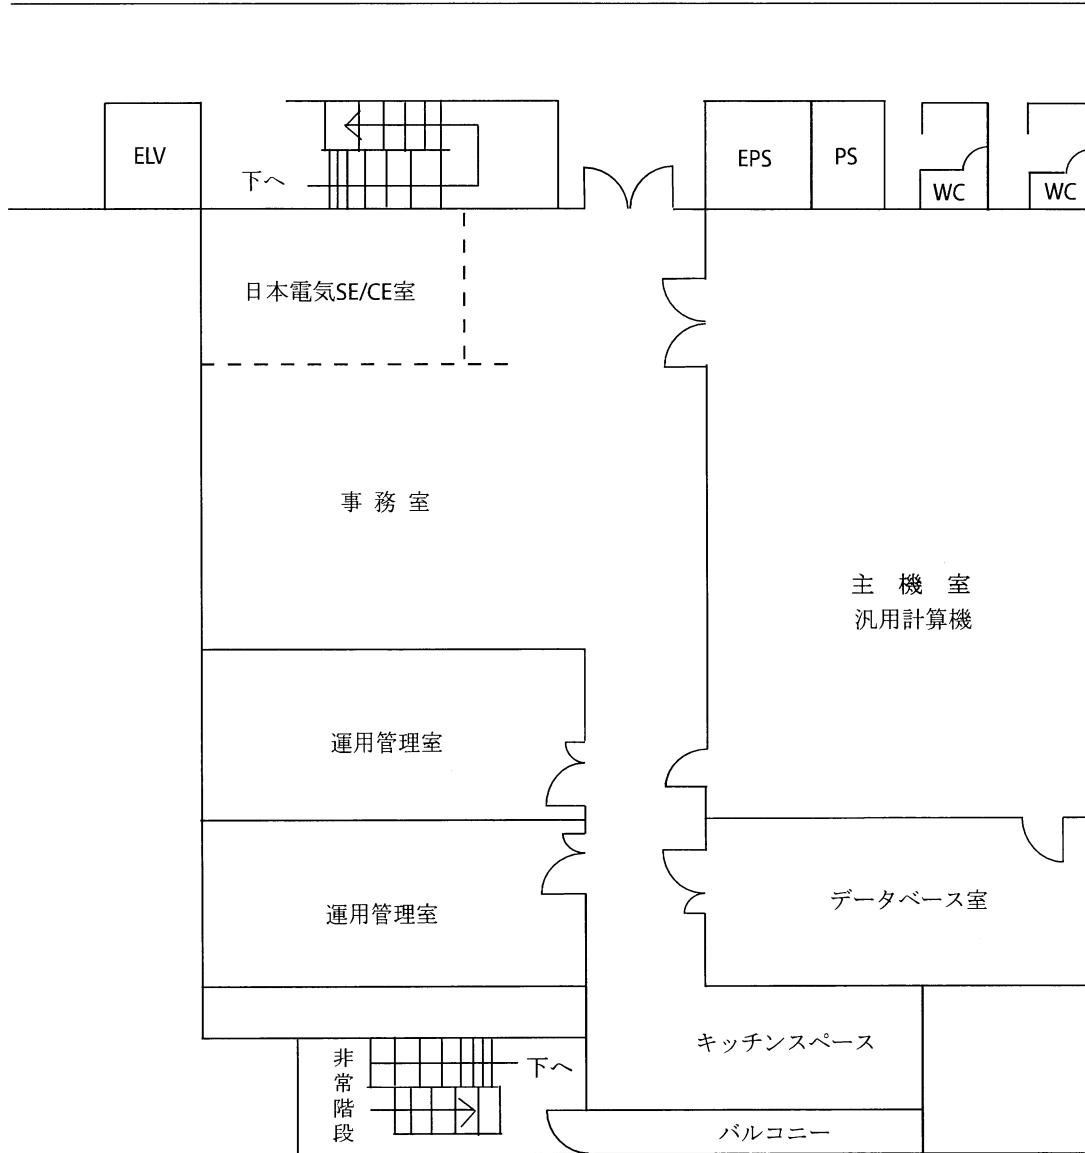 ELV
EPS
PS
下へ
WC
WC
日本電気SE/CE室
事務室
主機室
汎用計算機
運用管理室
データベース室
運用管理室
キッチンスペース
非常階段
下へ
バルコニー